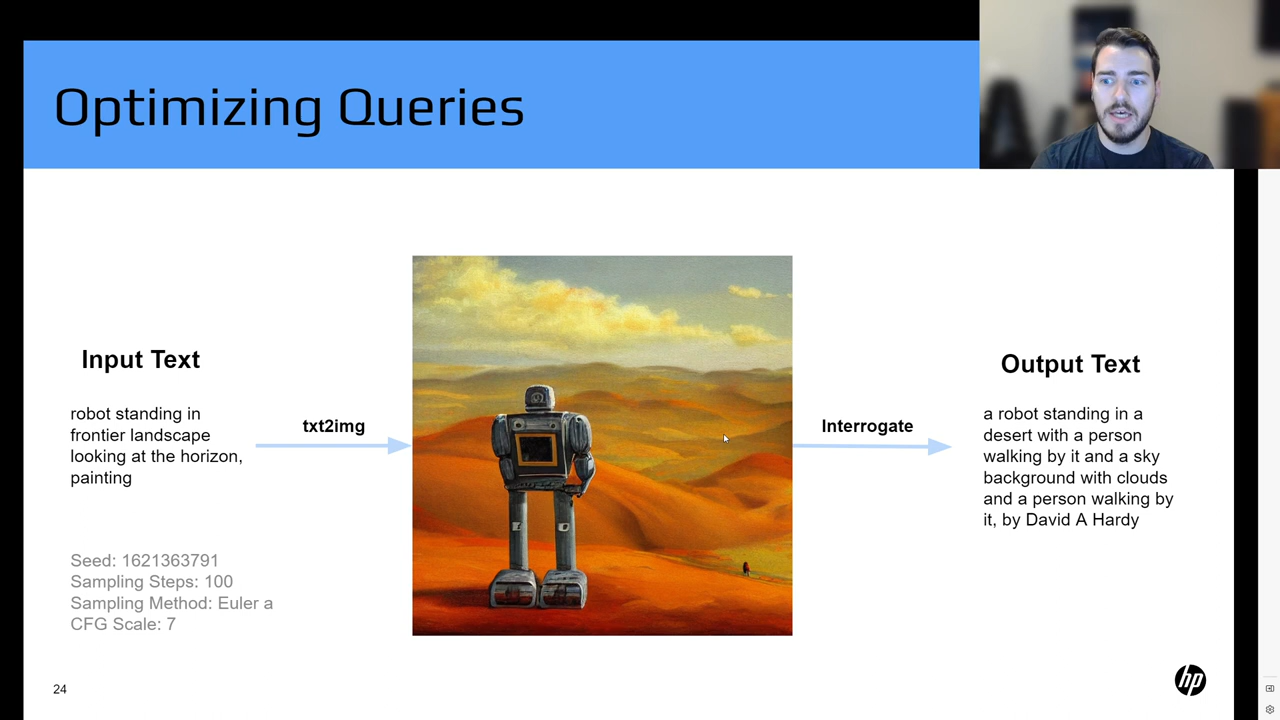 Optimizing Queries
Input Text
robot standing in
frontier landscape
looking at the horizon,
painting
Seed: 1621363791
Sampling Steps: 100
Sampling Method: Euler a
CFG Scale: 7
txt2img
Interrogate
Output Text
a robot standing in a
desert with a person
walking by it and a sky
background with clouds
and a person walking by
it, by David A Hardy
24
hp